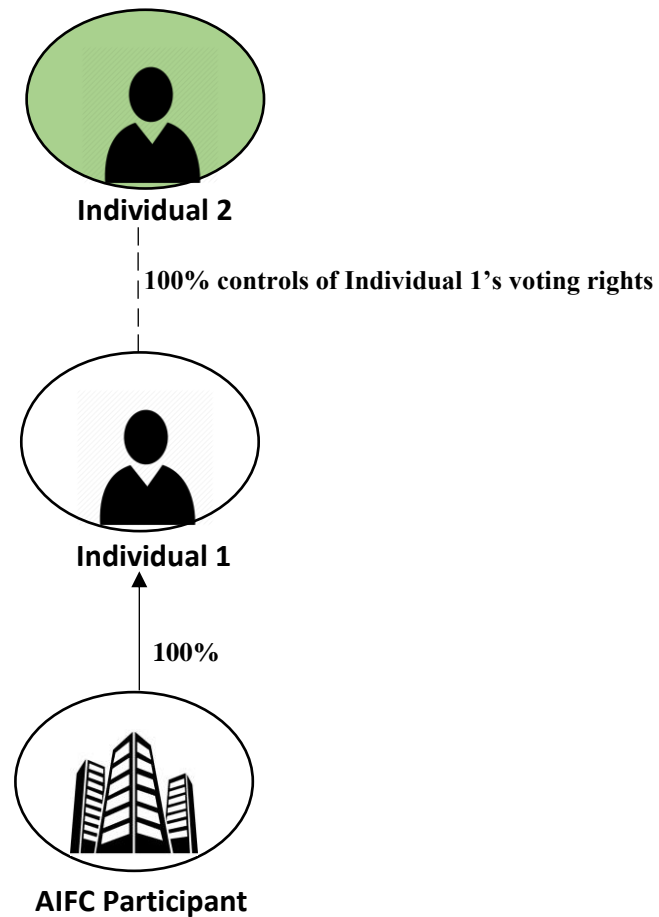 Individual 2
100% controls of Individual 1’s voting rights
Individual 1
100%
AIFC Participant